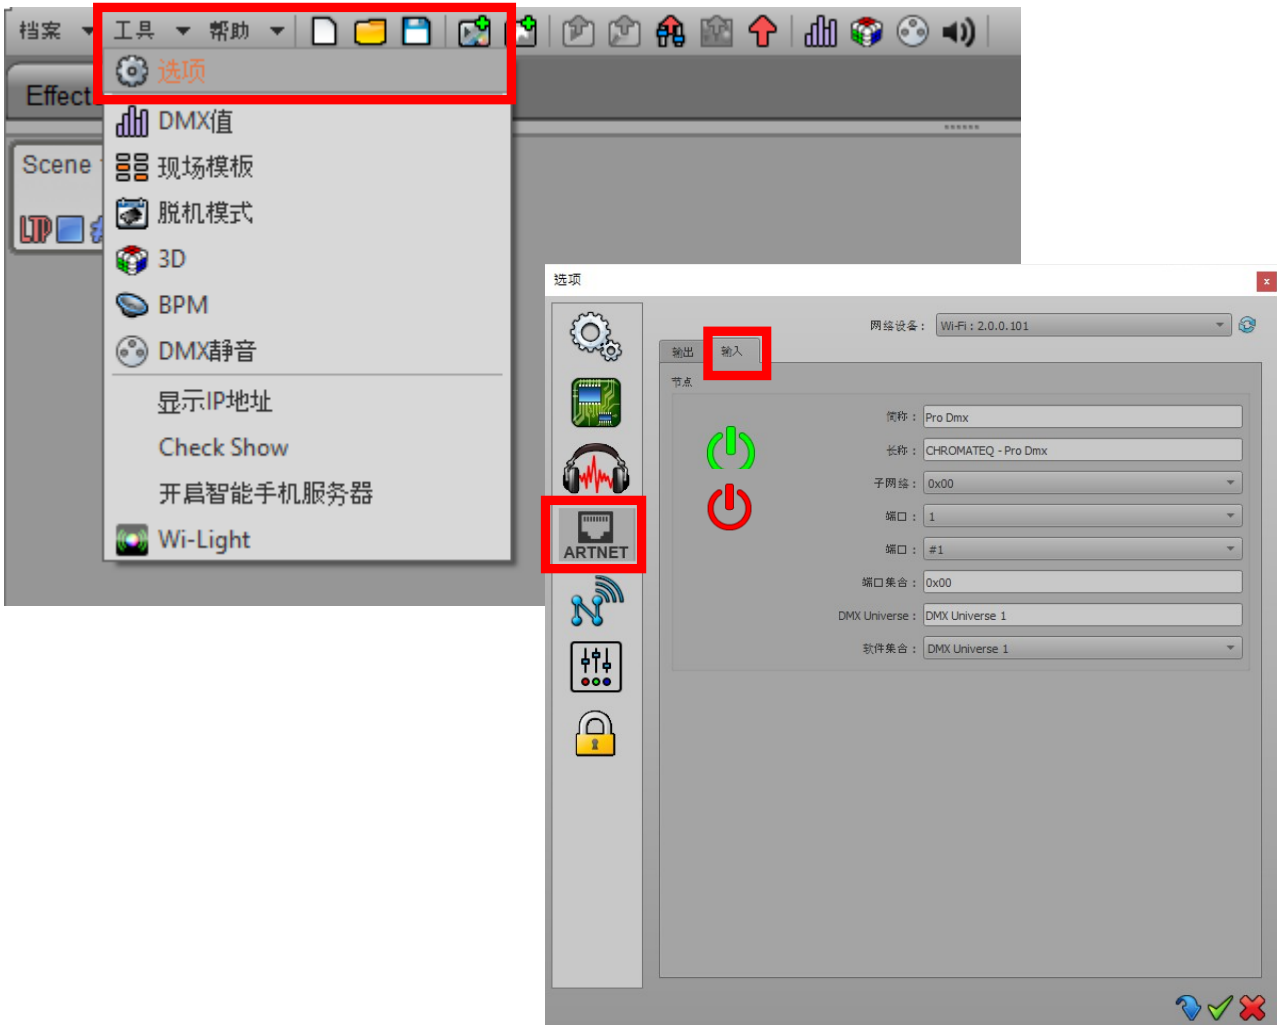 档案 工具 帮助
选项
Effect
DMX值
Scene
现场模板
脱机模式
3D
BPM
DMX静音
显示IP地址
Check Show
开启智能手机服务器
Wi-Light
选项
网络设备： Wi-Fi : 2.0.0.101
输出 输入
节点
简称： Pro Dmx
长称： CHROMATEQ - Pro Dmx
子网络： 0x00
端口： 1
端口： #1
ARTNET
端口集合： 0x00
DMX Universe： DMX Universe 1
软件集合： DMX Universe 1